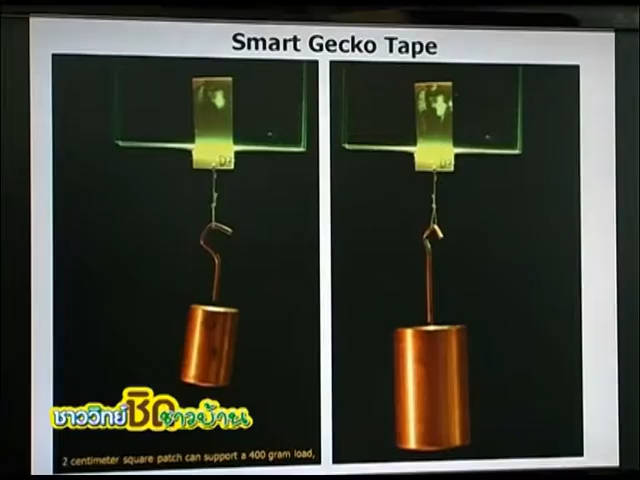 Smart Gecko Tape
ชาววิทย์ชิดชาวบ้าน
2 centimeter square patch can support a 400 gram load,